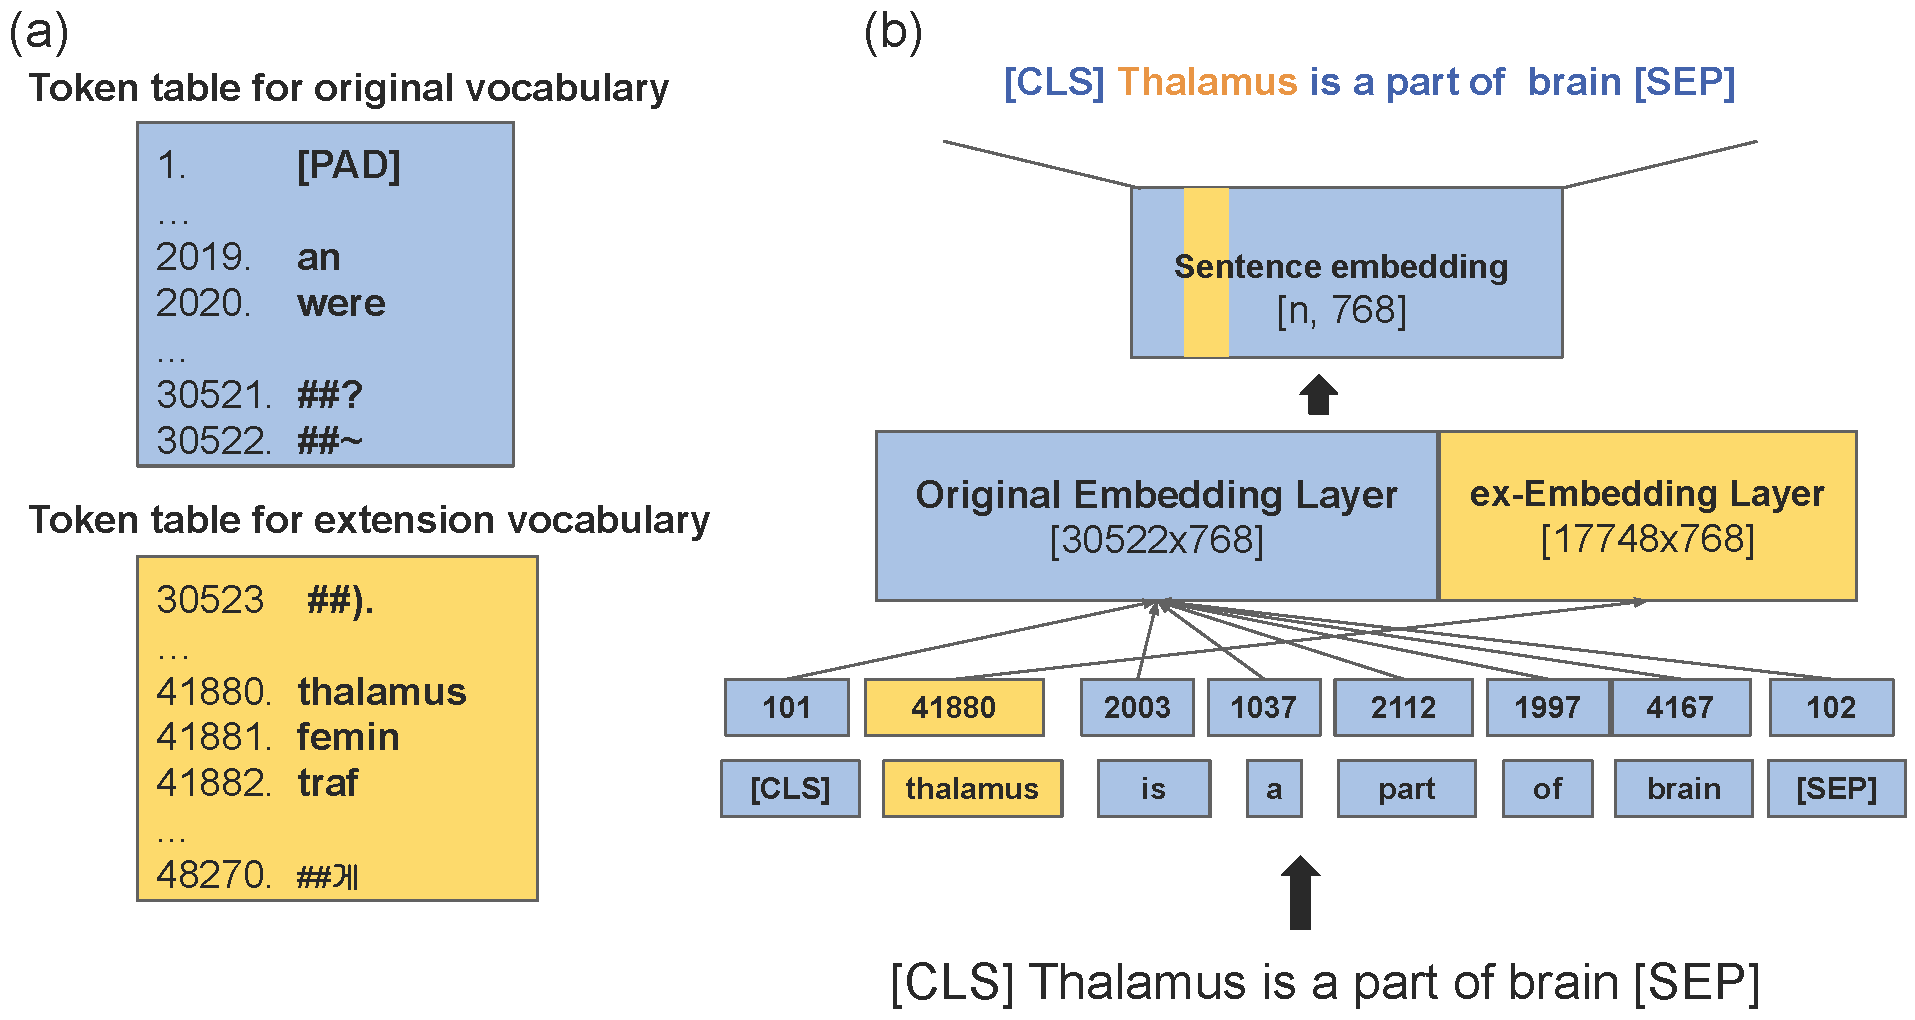 (a)
Token table for original vocabulary
1. [PAD]
...
2019. an
2020. were
...
30521. ##?
30522. ##~
Token table for extension vocabulary
30523 ##).
...
41880. thalamus
41881. femin
41882. traf
...
48270. ##게
(b)
[CLS] Thalamus is a part of brain [SEP]
Sentence embedding
[n, 768]
Original Embedding Layer
[30522x768]
ex-Embedding Layer
[17748x768]
101 41880 2003 1037 2112 1997 4167 102
[CLS] thalamus is a part of brain [SEP]
[CLS] Thalamus is a part of brain [SEP]